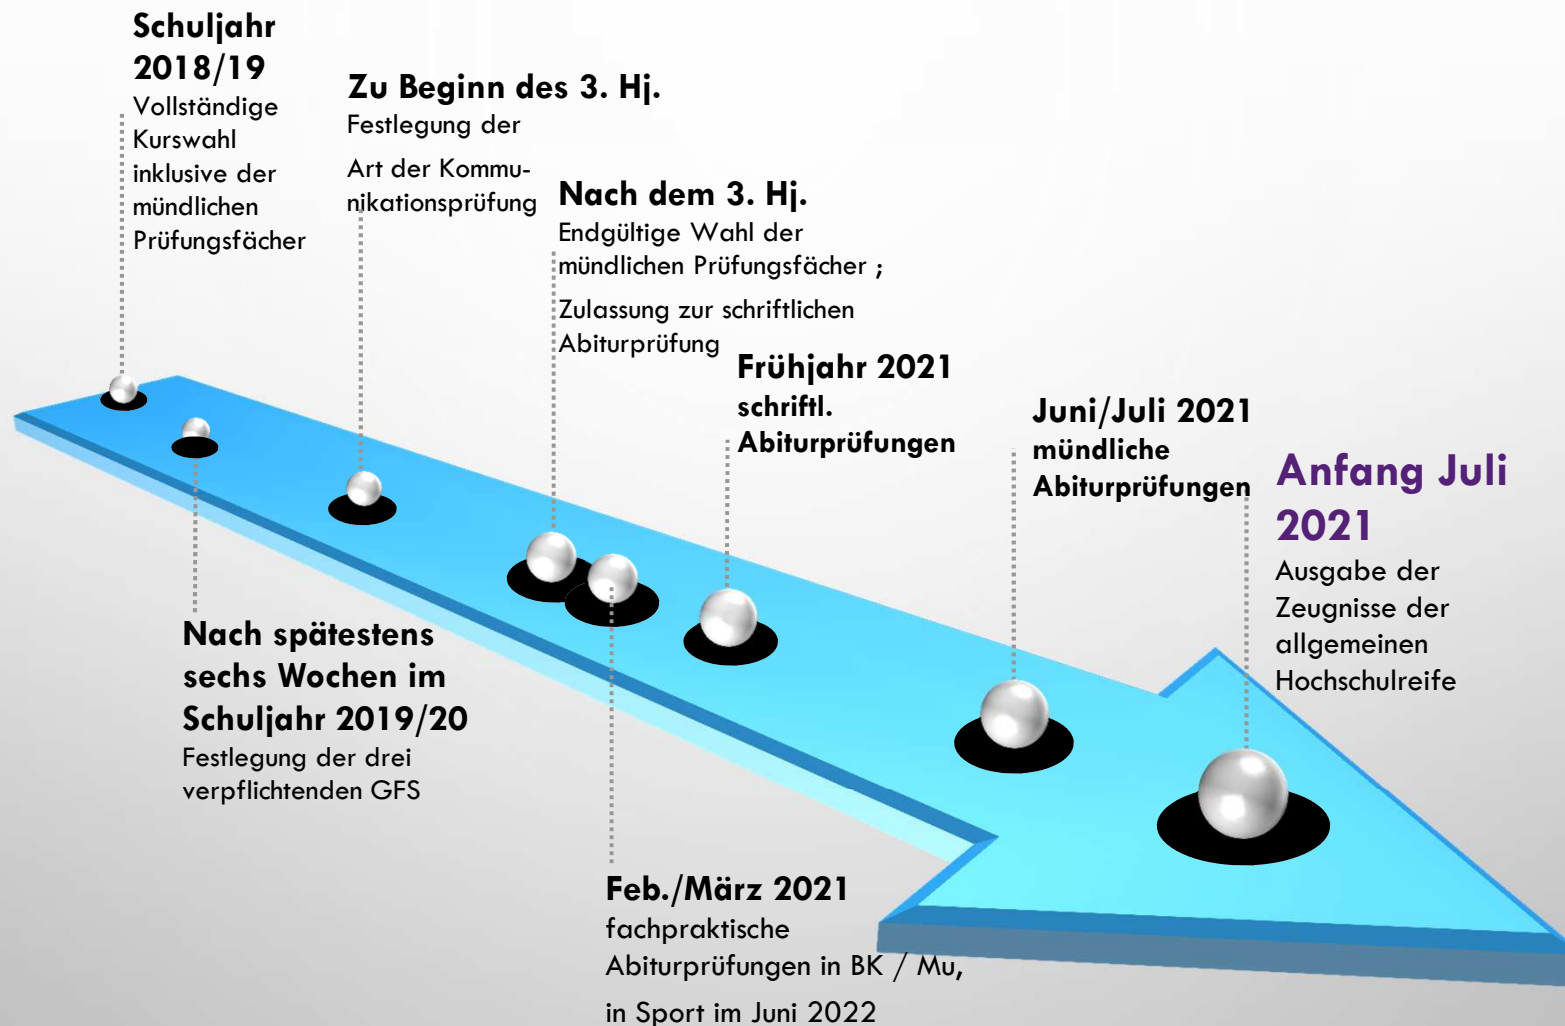 Schuljahr
2018/19
Vollständige
Kurswahl
inklusive der
mündlichen
Prüfungsfächer
Zu Beginn des 3. Hj.
Festlegung der
Art der Kommu-
nikationsprüfung
Nach dem 3. Hj.
Endgültige Wahl der
mündlichen Prüfungsfächer ;
Zulassung zur schriftlichen
Abiturprüfung
Frühjahr 2021
schriftl.
Abiturprüfungen
Juni/Juli 2021
mündliche
Abiturprüfungen
Anfang Juli
2021
Ausgabe der
Zeugnisse der
allgemeinen
Hochschulreife
Nach spätestens
sechs Wochen im
Schuljahr 2019/20
Festlegung der drei
verpflichtenden GFS
Feb./März 2021
fachpraktische
Abiturprüfungen in BK / Mu,
in Sport im Juni 2022